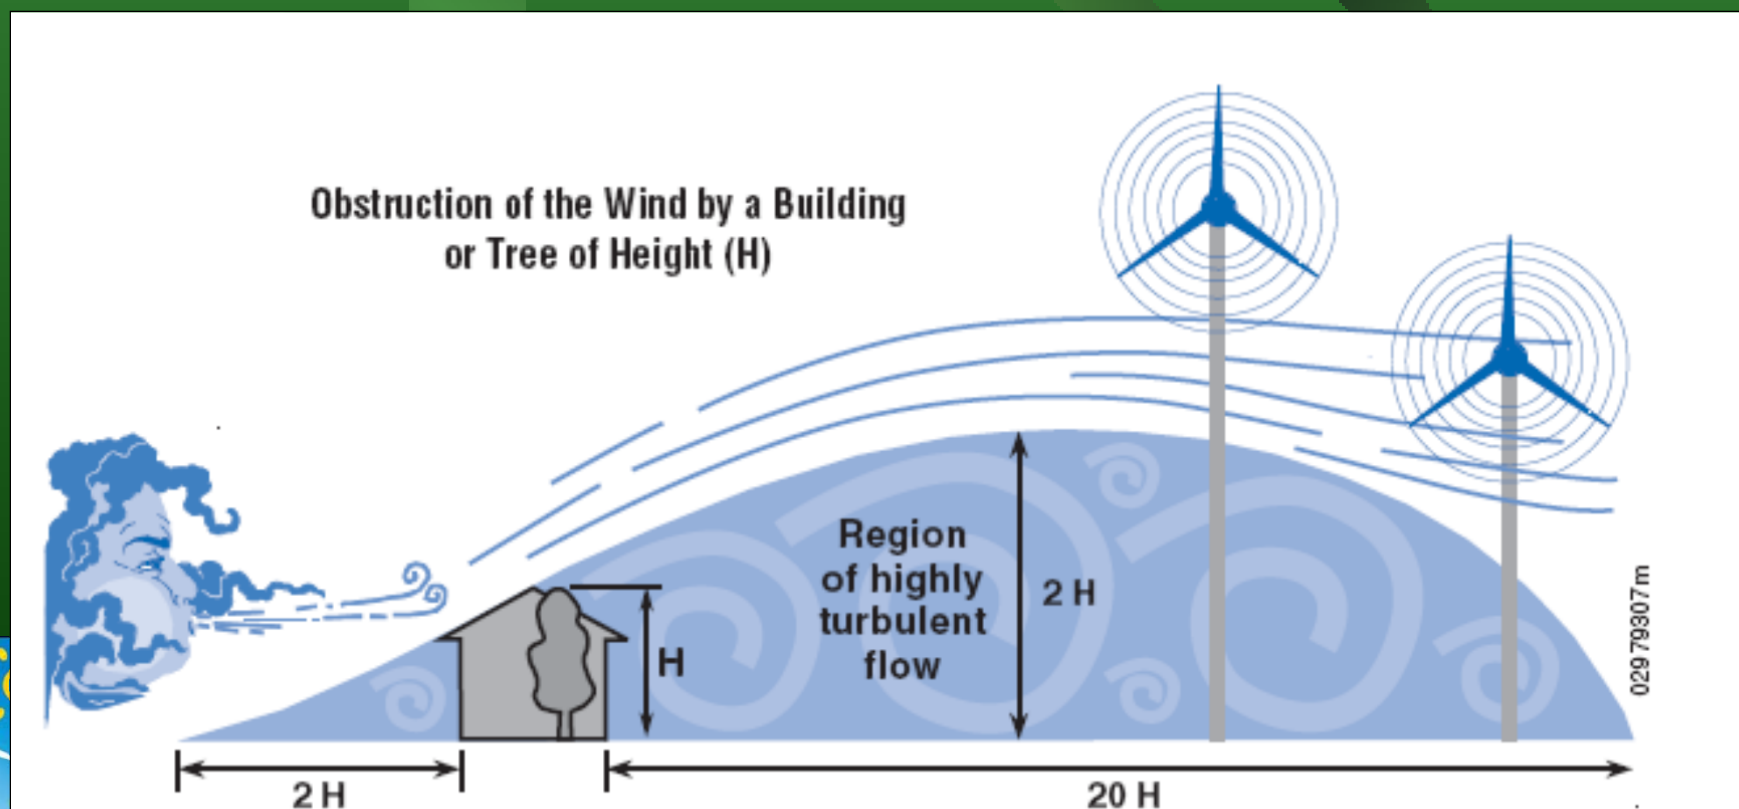 Obstruction of the Wind by a Building
or Tree of Height (H)
Region
of highly
turbulent
flow
2 H
H
02979307m
2 H
20 H